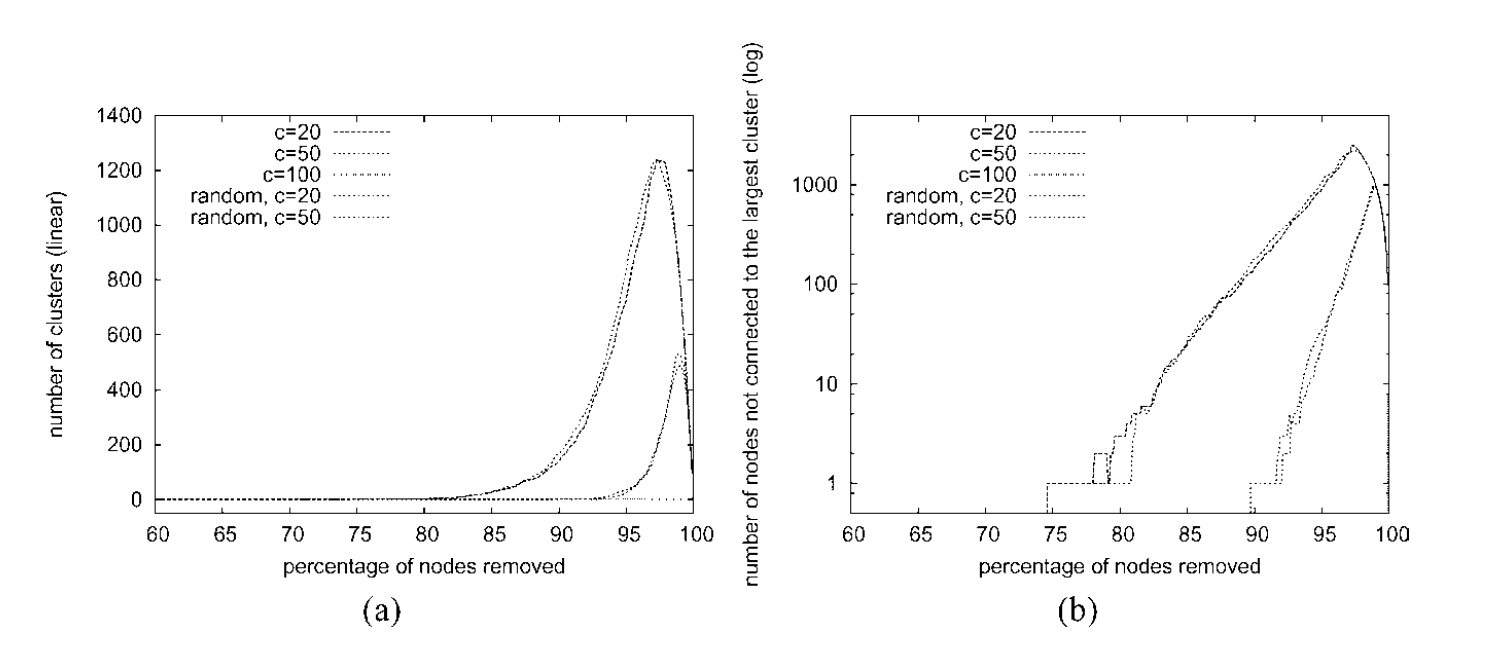 number of clusters (linear)
1400
1200
1000
800
600
400
200
0
c=20
c=50
c=100
random, c=20
random, c=50
60 65 70 75 80 85 90 95 100
percentage of nodes removed
(a)
number of nodes not connected to the largest cluster (log)
1000
100
10
1
c=20
c=50
c=100
random, c=20
random, c=50
60 65 70 75 80 85 90 95 100
percentage of nodes removed
(b)